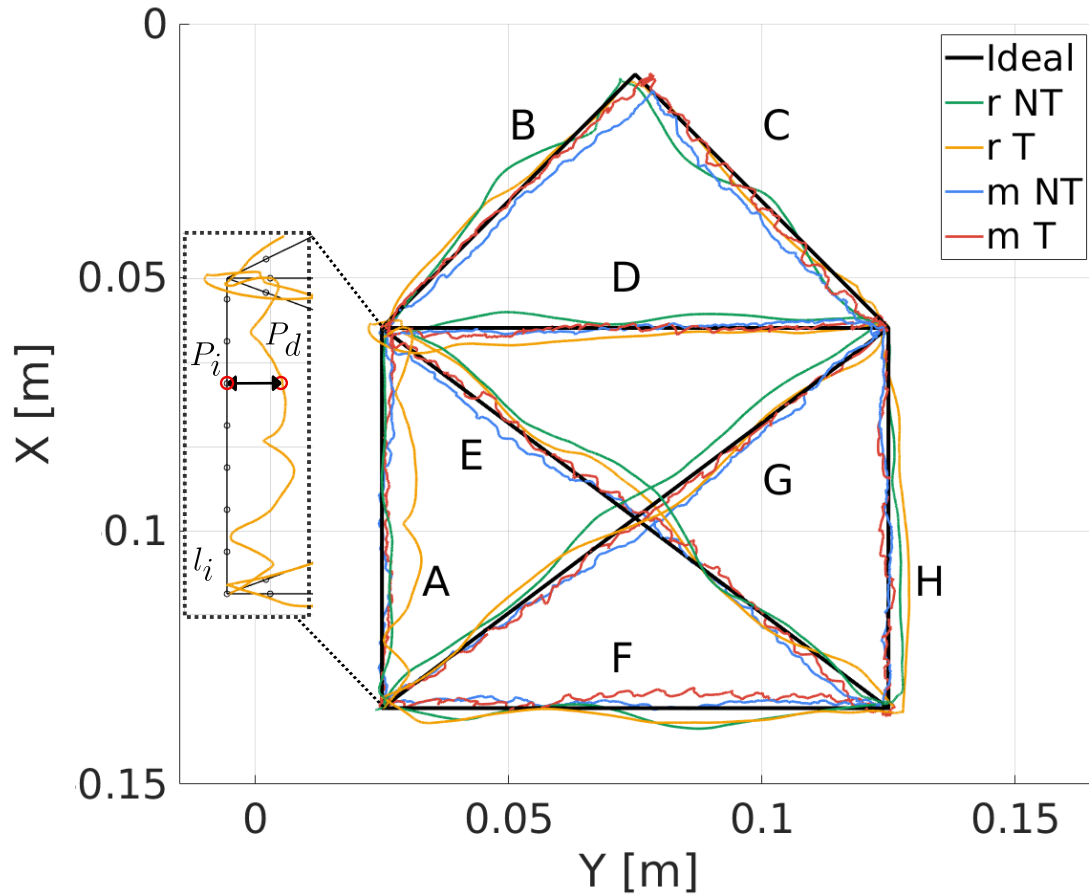 0
0.05
0.1
0.15
X [m]
0
0.05
0.1
0.15
Y [m]
Ideal
r NT
r T
m NT
m T
B
C
D
E
G
A
H
F
P_i
P_d
l_i